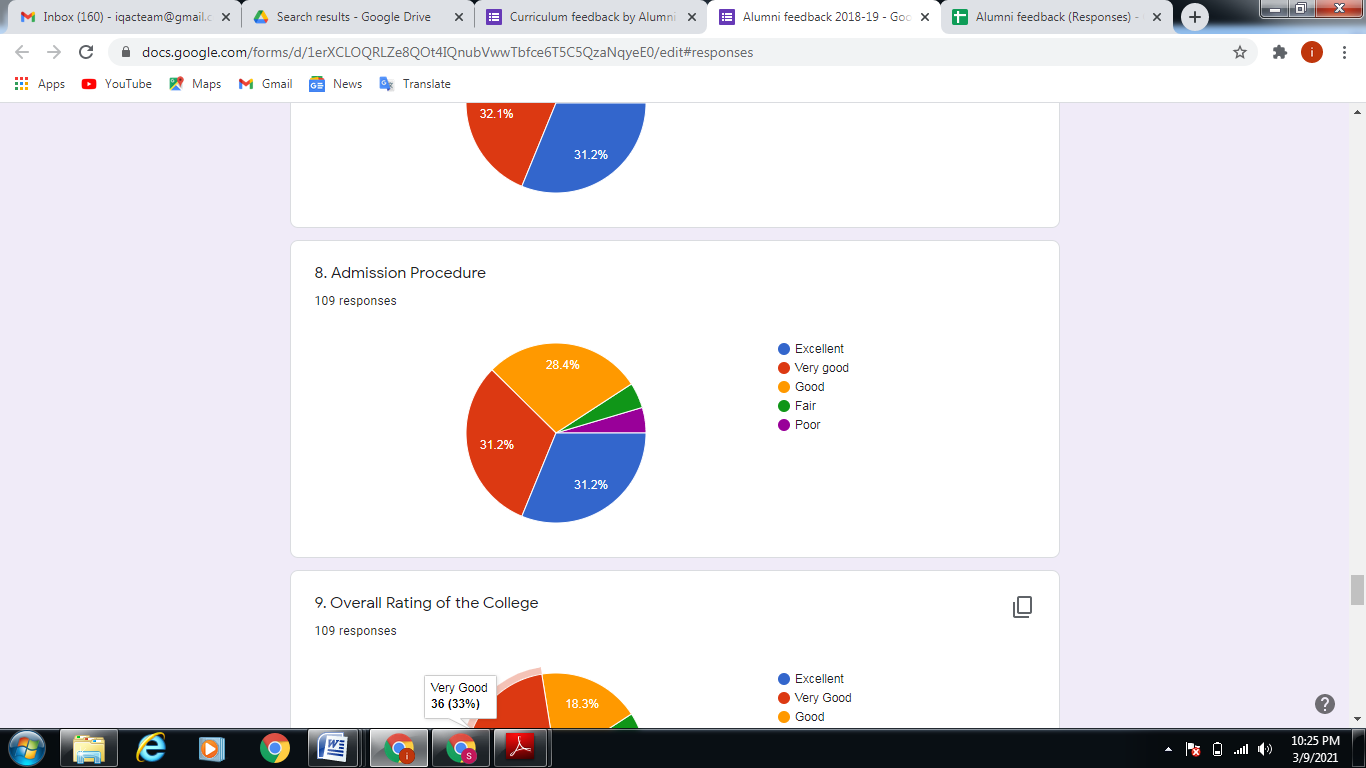 Inbox (160) - iqacteam@gmail.c
Search results - Google Drive
Curriculum feedback by Alumni
Alumni feedback 2018-19 - Goo
Alumni feedback (Responses) -
docs.google.com/forms/d/1erXCLOQRLZe8QOt4IQnubVwwTbfce6T5C5QzaNqyeE0/edit#responses
i
Apps
YouTube
Maps
Gmail
News
Translate
32.1%
31.2%
8. Admission Procedure
109 responses
28.4%
31.2%
31.2%
Excellent
Very good
Good
Fair
Poor
9. Overall Rating of the College
109 responses
Very Good
36 (33%)
18.3%
Excellent
Very Good
Good
10:25 PM
3/9/2021